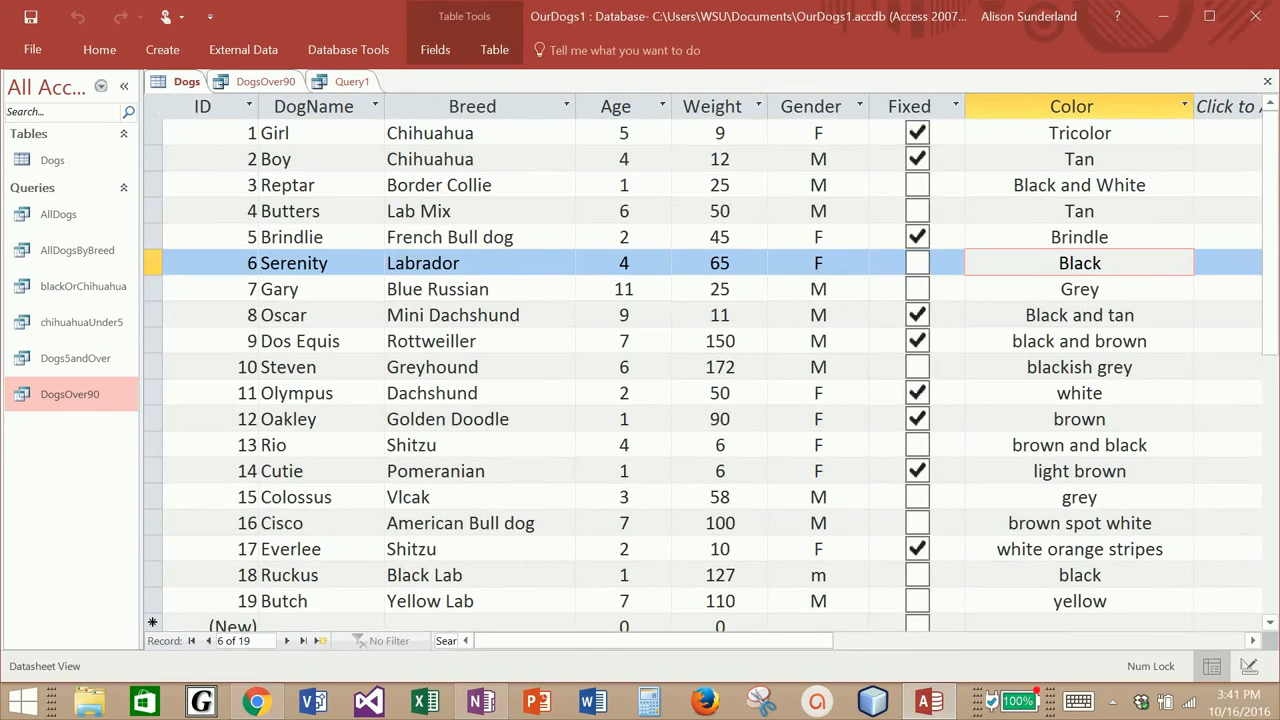 Table Tools
OurDogs1 : Database- C:\Users\WSU\Documents\OurDogs1.accdb (Access 2007... Alison Sunderland ?
File Home Create External Data Database Tools Fields Table Tell me what you want to do
All Acc... «
Search...
Tables
Dogs
Queries
AllDogs
AllDogsByBreed
blackOrChihuahua
chihuahuaUnder5
Dogs5andOver
DogsOver90
Dogs DogsOver90 Query1
ID DogName Breed Age Weight Gender Fixed Color Click to A
1 Girl Chihuahua 5 9 F Tricolor
2 Boy Chihuahua 4 12 M Tan
3 Reptar Border Collie 1 25 M Black and White
4 Butters Lab Mix 6 50 M Tan
5 Brindlie French Bull dog 2 45 F Brindle
6 Serenity Labrador 4 65 F Black
7 Gary Blue Russian 11 25 M Grey
8 Oscar Mini Dachshund 9 11 M Black and tan
9 Dos Equis Rottweiller 7 150 M black and brown
10 Steven Greyhound 6 172 M blackish grey
11 Olympus Dachshund 2 50 F white
12 Oakley Golden Doodle 1 90 F brown
13 Rio Shitzu 4 6 F brown and black
14 Cutie Pomeranian 1 6 F light brown
15 Colossus Vlcak 3 58 M grey
16 Cisco American Bull dog 7 100 M brown spot white
17 Everlee Shitzu 2 10 F white orange stripes
18 Ruckus Black Lab 1 127 m black
19 Butch Yellow Lab 7 110 M yellow
(New) 0 0
Record: 6 of 19 No Filter Sear
Datasheet View Num Lock
100%
3:41 PM
10/16/2016